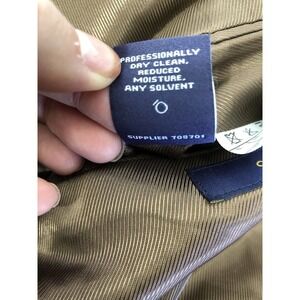 PROFESSIONALLY
DRY CLEAN,
REDUCED
MOISTURE,
ANY SOLVENT
SUPPLIER 708701